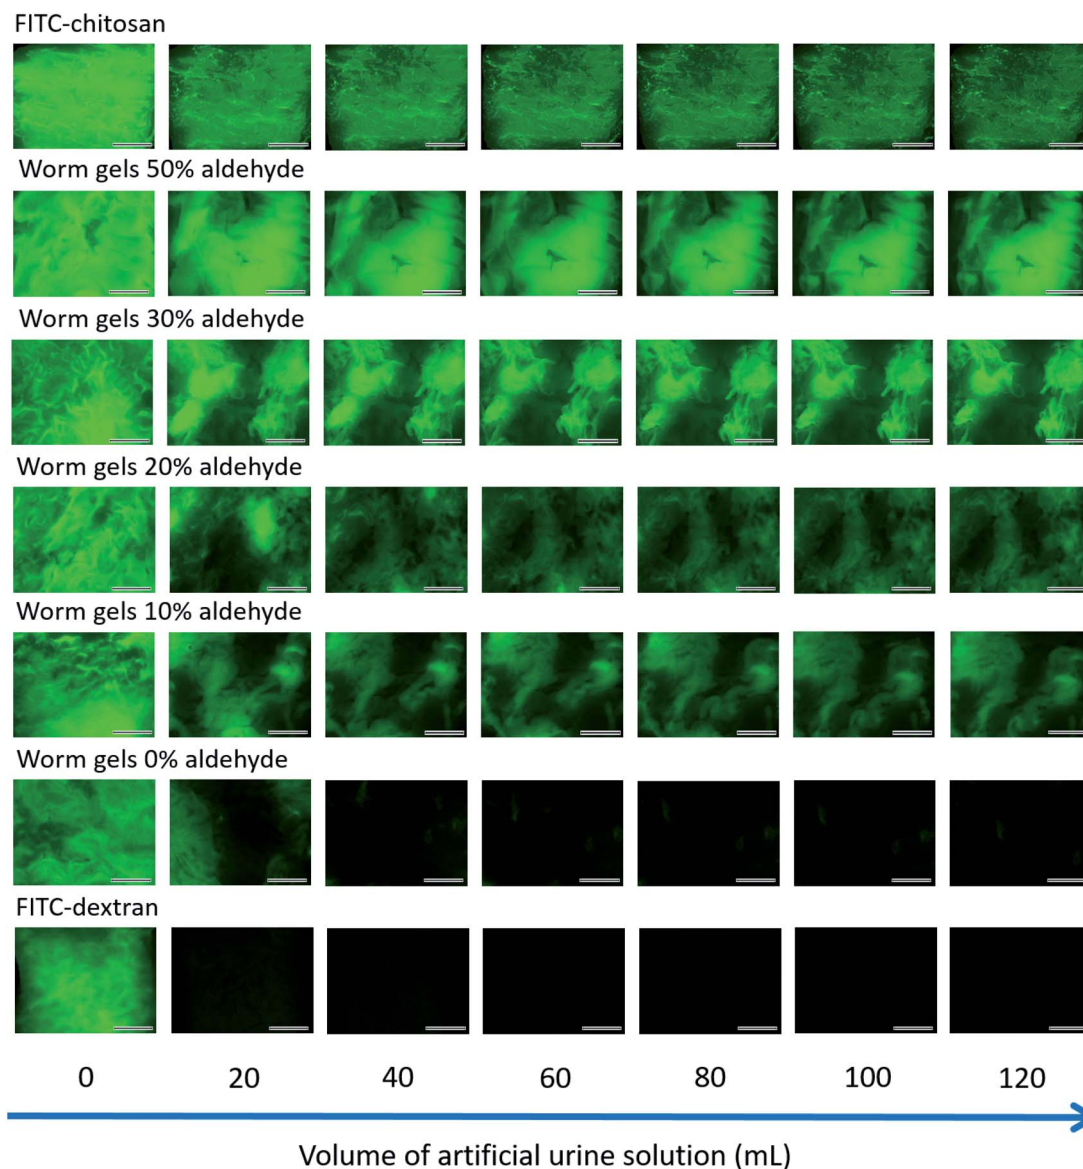 FITC-chitosan
Worm gels 50% aldehyde
Worm gels 30% aldehyde
Worm gels 20% aldehyde
Worm gels 10% aldehyde
Worm gels 0% aldehyde
FITC-dextran
0 20 40 60 80 100 120
Volume of artificial urine solution (mL)